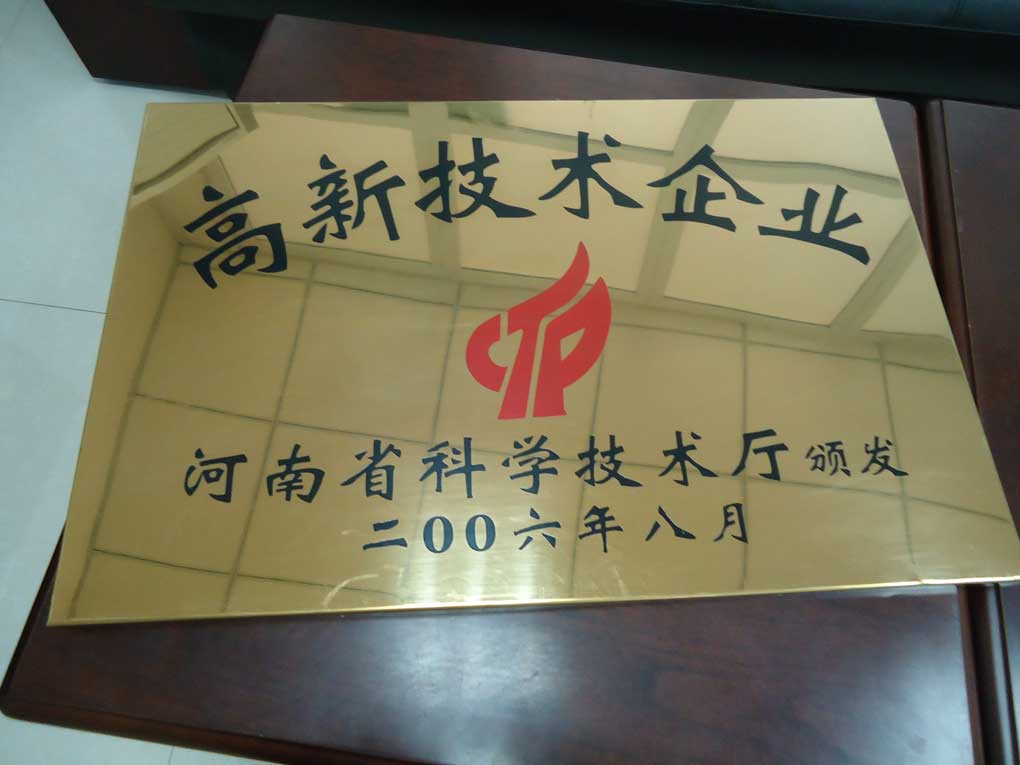 高新技术企业
CTP
河南省科学技术厅颁发
二00六年八月